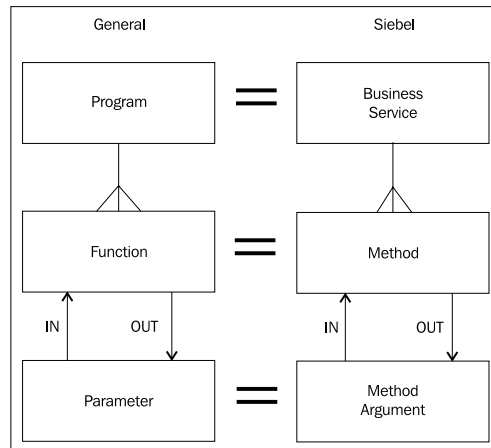 General
Siebel
Program
Business
Service
Function
Method
IN
OUT
IN
OUT
Parameter
Method
Argument